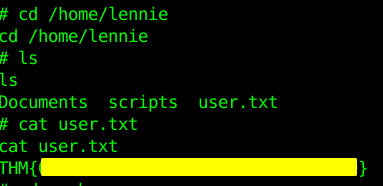 # cd /home/lennie
cd /home/lennie
# ls
ls
Documents  scripts  user.txt
# cat user.txt
cat user.txt
THM{ }